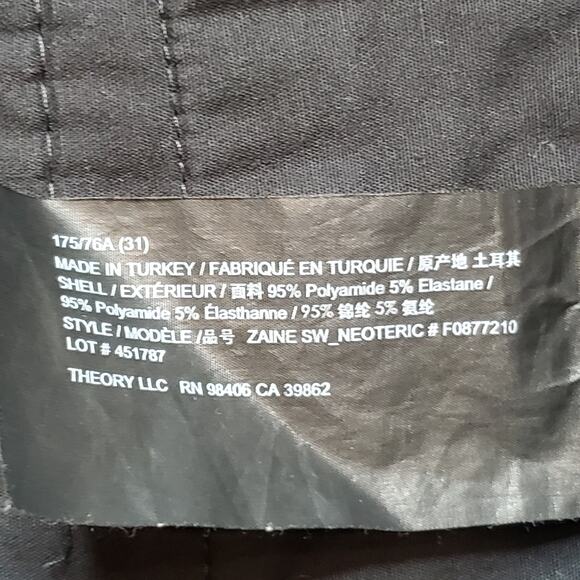 175/76A (31)
MADE IN TURKEY / FABRIQUÉ EN TURQUIE / 原产地 土耳其
SHELL / EXTÉRIEUR / 面料 95% Polyamide 5% Elastane /
95% Polyamide 5% Élasthanne / 95% 锦纶 5% 氨纶
STYLE / MODÈLE /品号 ZAINE SW_NEOTERIC # F0877210
LOT # 451787
THEORY LLC RN 98406 CA 39862